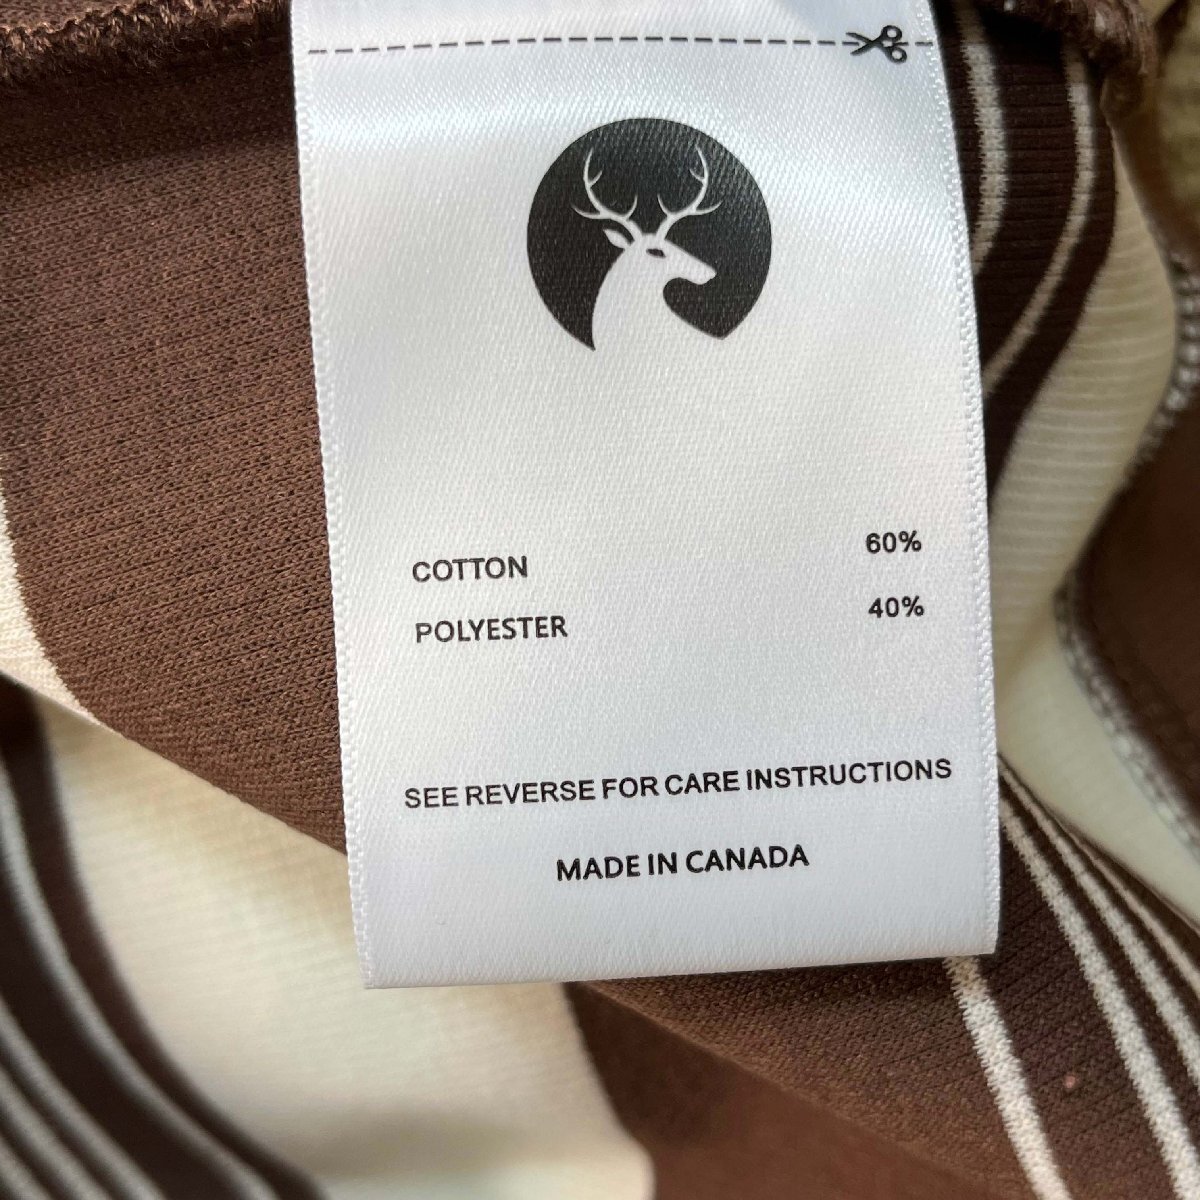 COTTON 60%
POLYESTER 40%
SEE REVERSE FOR CARE INSTRUCTIONS
MADE IN CANADA